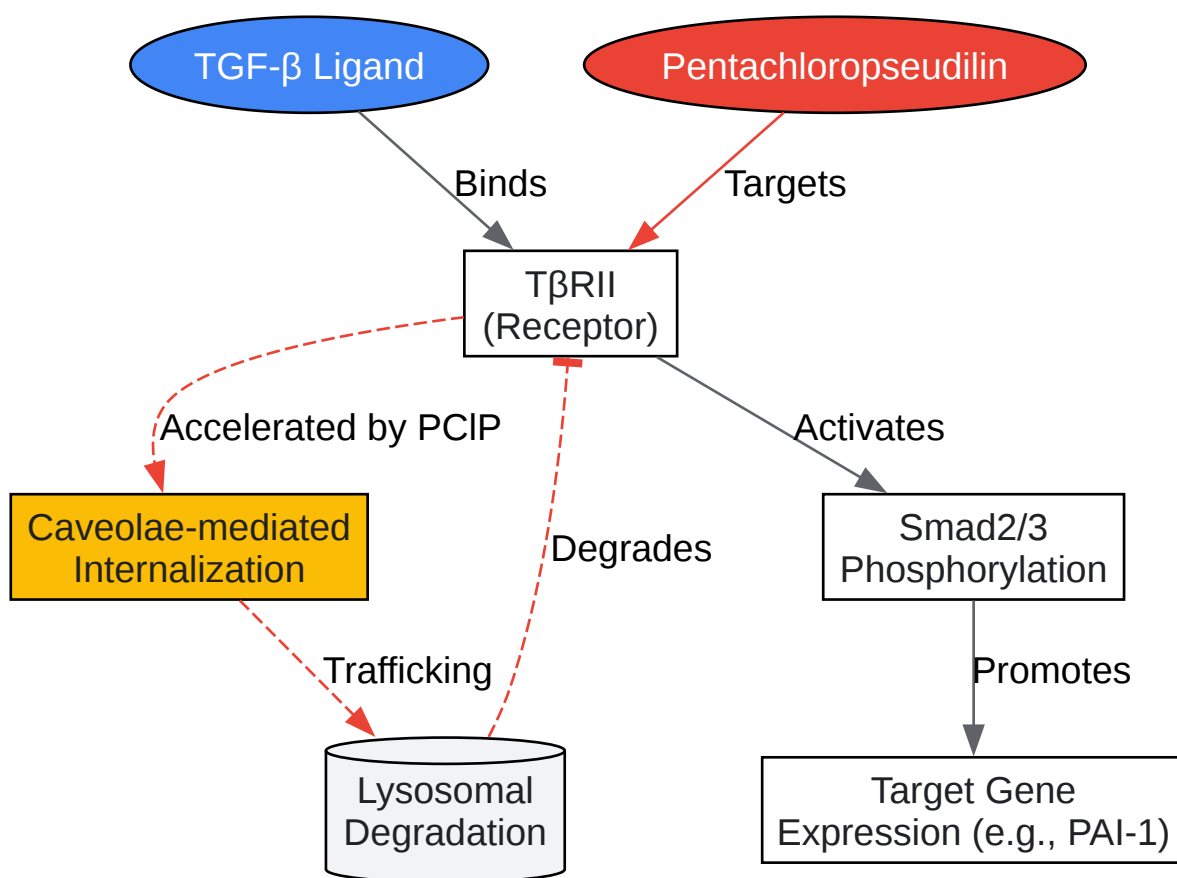 TGF-β Ligand
Pentachloropseudilin
Binds
Targets
TβRII
(Receptor)
Accelerated by PClP
Activates
Caveolae-mediated
Internalization
Degrades
Smad2/3
Phosphorylation
Trafficking
Promotes
Lysosomal
Degradation
Target Gene
Expression (e.g., PAI-1)